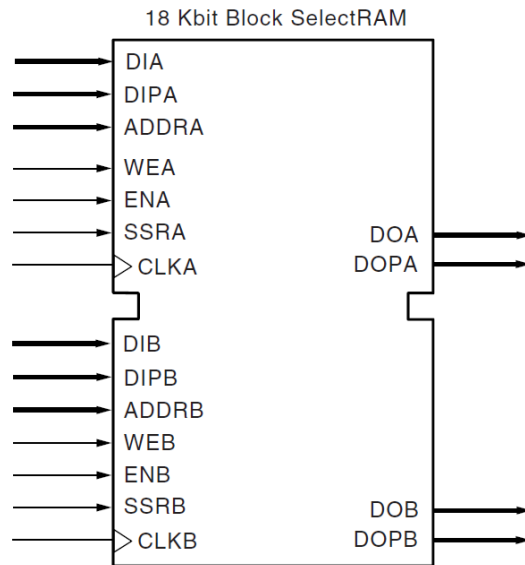 18 Kbit Block SelectRAM
DIA
DIPA
ADDRA
WEA
ENA
SSRA
CLKA
DOA
DOPA
DIB
DIPB
ADDRB
WEB
ENB
SSRB
CLKB
DOB
DOPB